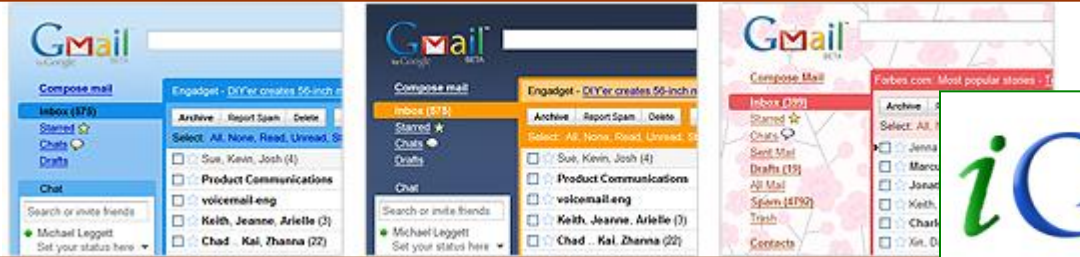 Gmail
by Google BETA
Compose mail
Inbox (575)
Starred
Chats
Drafts
Chat
Search or invite friends
Michael Leggett
Set your status here
Engadget - DIY'er creates 56-inch m
Archive Report Spam Delete
Select: All, None, Read, Unread, St
Sue, Kevin, Josh (4)
Product Communications
voicemail-eng
Keith, Jeanne, Arielle (3)
Chad .. Kai, Zhanna (22)
Gmail
by Google BETA
Compose mail
Inbox (575)
Starred
Chats
Drafts
Chat
Search or invite friends
Michael Leggett
Set your status here
Engadget - DIY'er creates 56-inch m
Archive Report Spam Delete
Select: All, None, Read, Unread, St
Sue, Kevin, Josh (4)
Product Communications
voicemail-eng
Keith, Jeanne, Arielle (3)
Chad .. Kai, Zhanna (22)
Gmail
by Google BETA
Compose Mail
Inbox (399)
Starred
Chats
Sent Mail
Drafts (19)
All Mail
Spam (4792)
Trash
Contacts
Forbes.com: Most popular stories -
Archive
Select: All,
Jenna
Marcu
Jonat
Keith,
Charl
Xin, D
iG